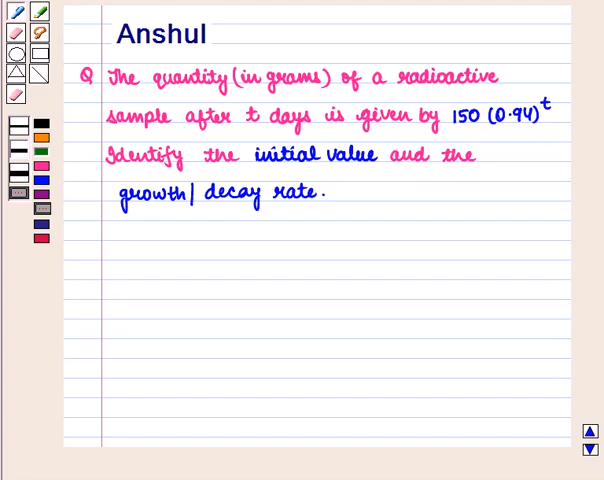 Anshul
Q The quantity (in grams) of a radioactive
sample after t days is given by 150 (0.94)^t
Identify the initial value and the
growth| decay rate.